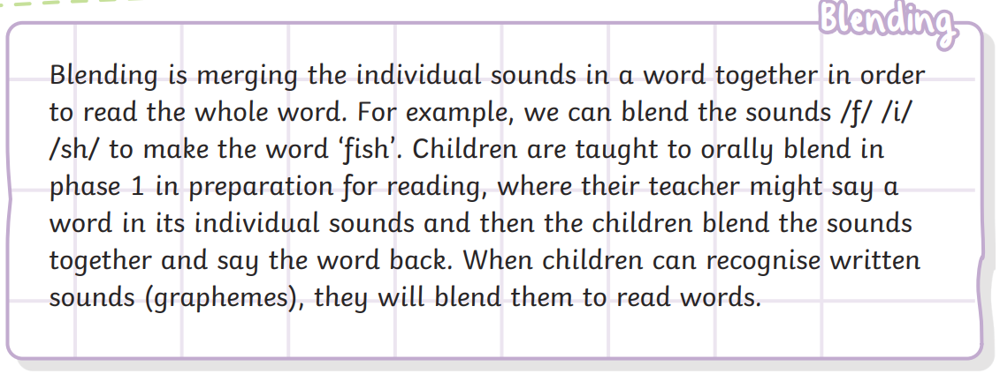 Blending
Blending is merging the individual sounds in a word together in order
to read the whole word. For example, we can blend the sounds /f/ /i/
/sh/ to make the word ‘fish’. Children are taught to orally blend in
phase 1 in preparation for reading, where their teacher might say a
word in its individual sounds and then the children blend the sounds
together and say the word back. When children can recognise written
sounds (graphemes), they will blend them to read words.